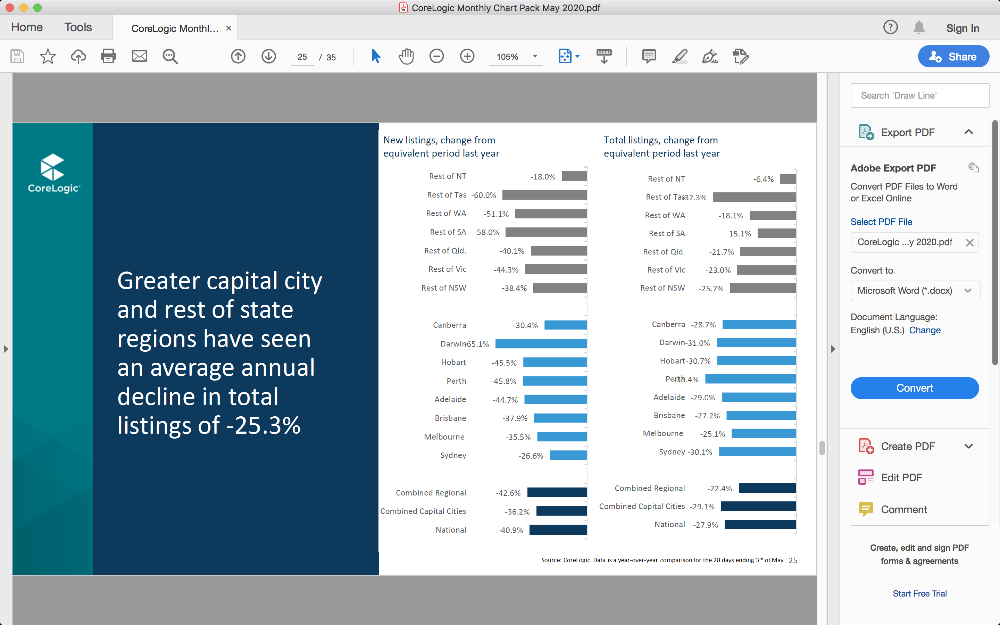 CoreLogic Monthly Chart Pack May 2020.pdf
Home Tools CoreLogic Monthl... × ? Sign In
25 / 35 105% Share
CoreLogic
Greater capital city
and rest of state
regions have seen
an average annual
decline in total
listings of -25.3%
New listings, change from
equivalent period last year
Rest of NT -18.0%
Rest of Tas -60.0%
Rest of WA -51.1%
Rest of SA -58.0%
Rest of Qld. -40.1%
Rest of Vic -44.3%
Rest of NSW -38.4%
Canberra -30.4%
Darwin -65.1%
Hobart -45.5%
Perth -45.8%
Adelaide -44.7%
Brisbane -37.9%
Melbourne -35.5%
Sydney -26.6%
Combined Regional -42.6%
Combined Capital Cities -36.2%
National -40.9%
Total listings, change from
equivalent period last year
Rest of NT -6.4%
Rest of Tas -32.3%
Rest of WA -18.1%
Rest of SA -15.1%
Rest of Qld. -21.7%
Rest of Vic -23.0%
Rest of NSW -25.7%
Canberra -28.7%
Darwin -31.0%
Hobart -30.7%
Perth -35.4%
Adelaide -29.0%
Brisbane -27.2%
Melbourne -25.1%
Sydney -30.1%
Combined Regional -22.4%
Combined Capital Cities -29.1%
National -27.9%
Source: CoreLogic. Data is a year-over-year comparison for the 28 days ending 3rd of May 25
Search 'Draw Line'
Export PDF
Adobe Export PDF
Convert PDF Files to Word
or Excel Online
Select PDF File
CoreLogic ...y 2020.pdf
Convert to
Microsoft Word (*.docx)
Document Language:
English (U.S.) Change
Convert
Create PDF
Edit PDF
Comment
Create, edit and sign PDF
forms & agreements
Start Free Trial